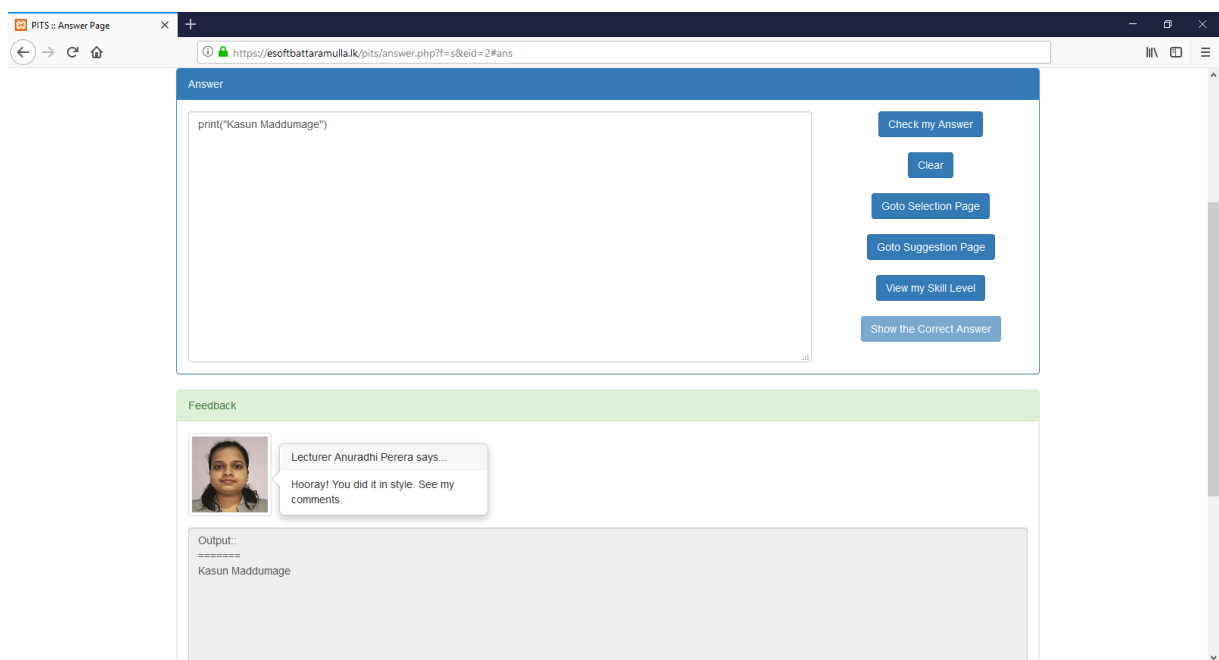 PITS :: Answer Page
https://esoftbattaramulla.lk/pits/answer.php?f=s&eid=2#ans
Answer
print("Kasun Maddumage")
Check my Answer
Clear
Goto Selection Page
Goto Suggestion Page
View my Skill Level
Show the Correct Answer
Feedback
Lecturer Anuradhi Perera says...
Hooray! You did it in style. See my
comments.
Output::
=======
Kasun Maddumage